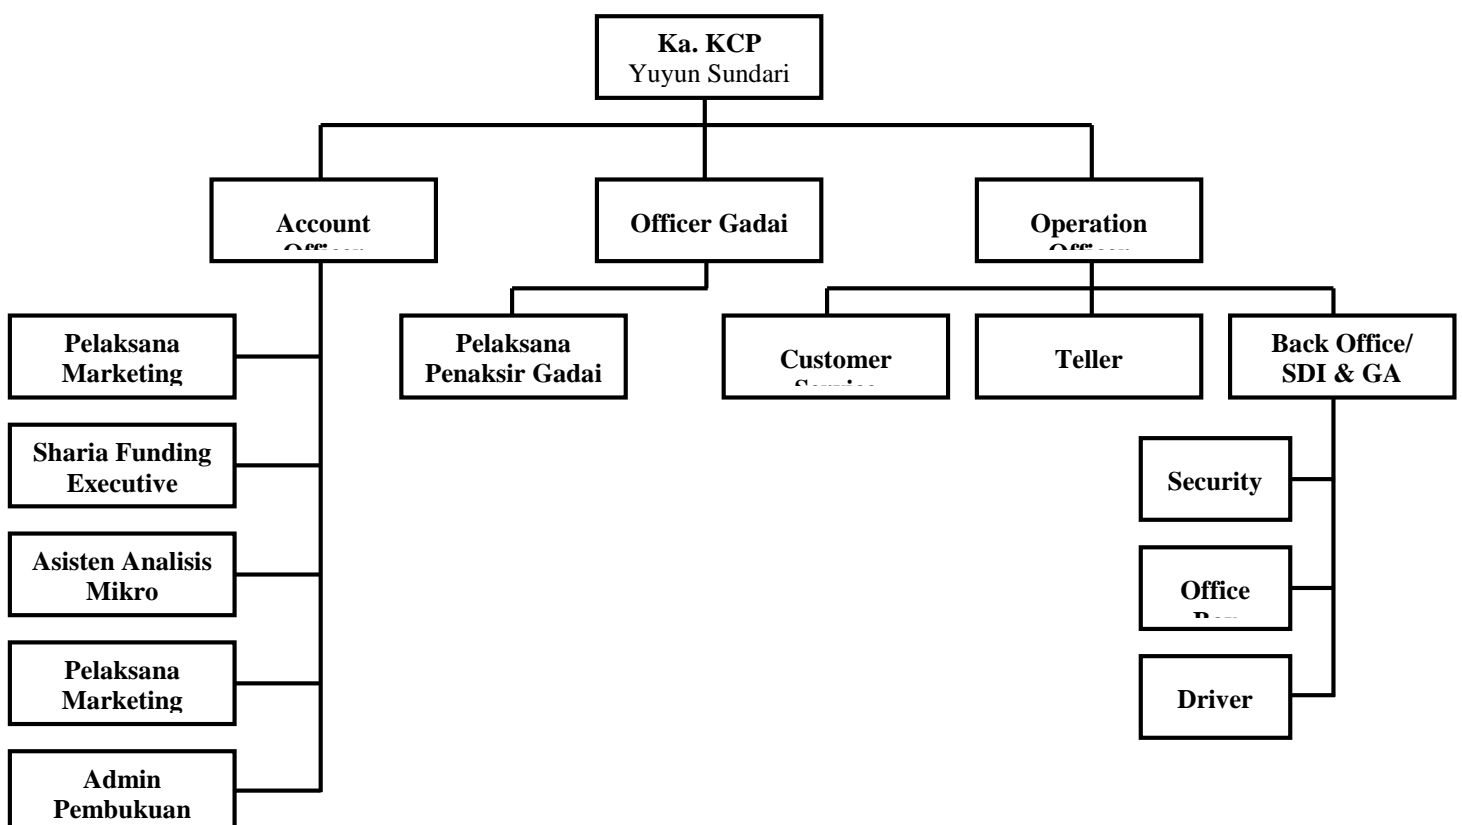 Ka. KCP
Yuyun Sundari
Account
Officer Gadai
Operation
Pelaksana
Marketing
Pelaksana
Penaksir Gadai
Customer
Teller
Back Office/
SDI & GA
Sharia Funding
Executive
Security
Asisten Analisis
Mikro
Office
Pelaksana
Marketing
Driver
Admin
Pembukuan